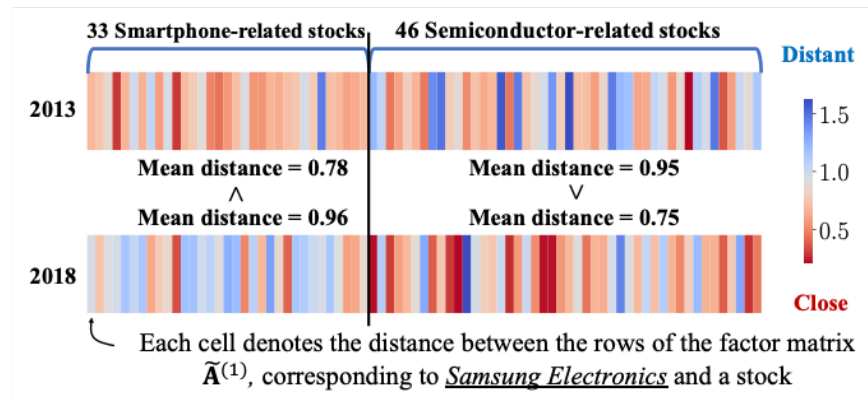 33 Smartphone-related stocks 46 Semiconductor-related stocks
Distant
2013
1.5
Mean distance = 0.78 Mean distance = 0.95
1.0
∧ ∨
Mean distance = 0.96 Mean distance = 0.75
0.5
2018
Close
Each cell denotes the distance between the rows of the factor matrix
Ã⁽¹⁾, corresponding to Samsung Electronics and a stock